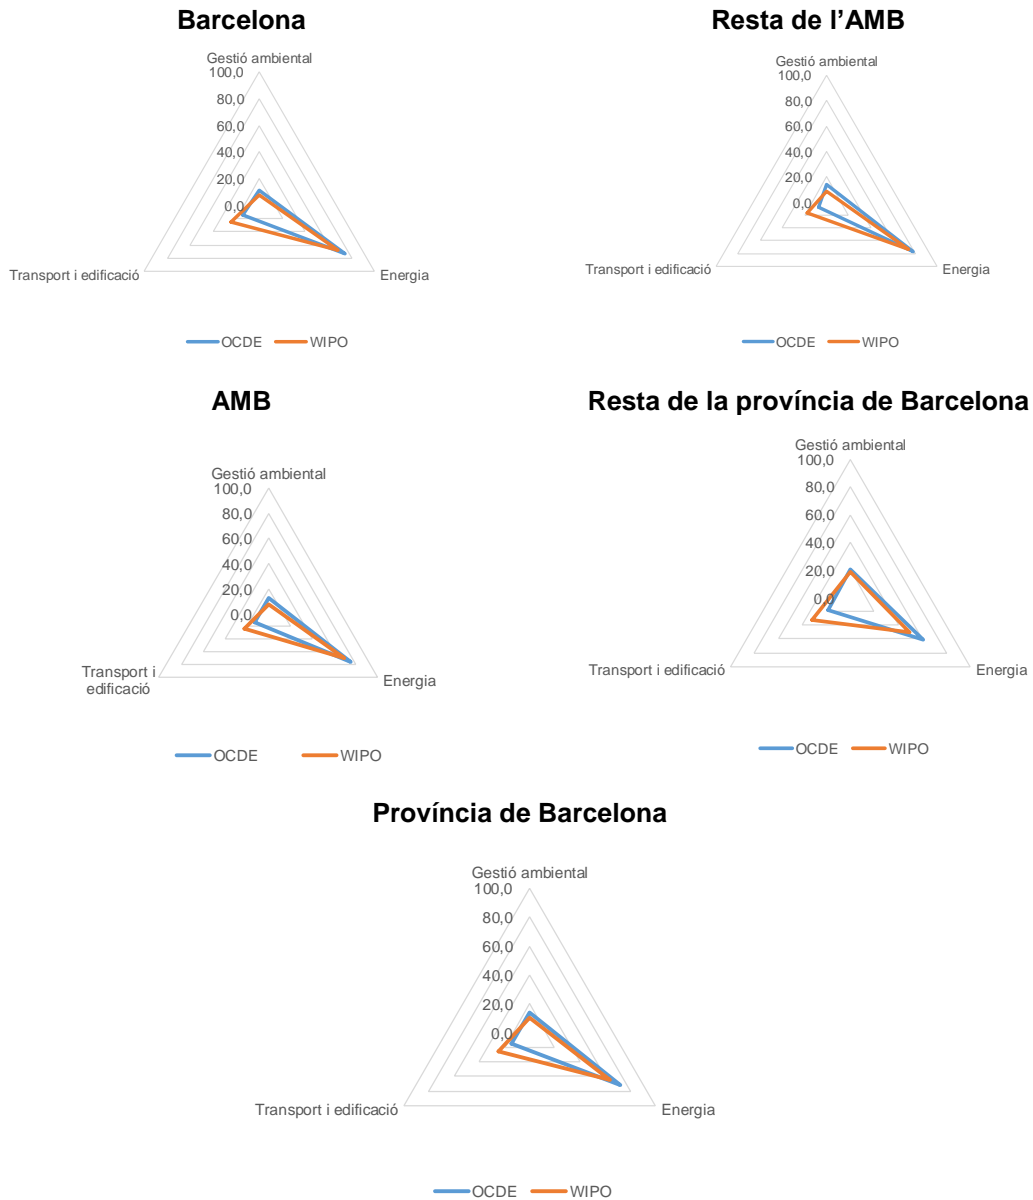 Barcelona
Gestió ambiental
100,0
80,0
60,0
40,0
20,0
0,0
Transport i edificació
Energia
OCDE
WIPO
Resta de l’AMB
Gestió ambiental
100,0
80,0
60,0
40,0
20,0
0,0
Transport i edificació
Energia
OCDE
WIPO
AMB
Gestió ambiental
100,0
80,0
60,0
40,0
20,0
0,0
Transport i
edificació
Energia
OCDE
WIPO
Resta de la província de Barcelona
Gestió ambiental
100,0
80,0
60,0
40,0
20,0
0,0
Transport i edificació
Energia
OCDE
WIPO
Província de Barcelona
Gestió ambiental
100,0
80,0
60,0
40,0
20,0
0,0
Transport i edificació
Energia
OCDE
WIPO